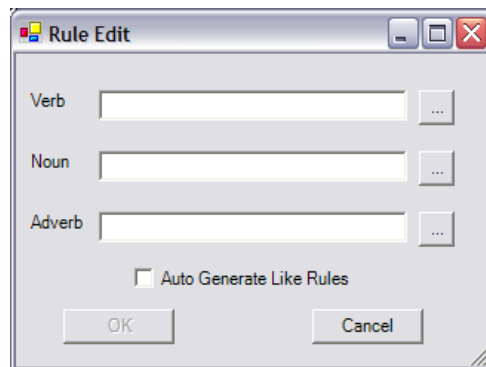 Rule Edit
Verb ...
Noun ...
Adverb ...
Auto Generate Like Rules
OK Cancel